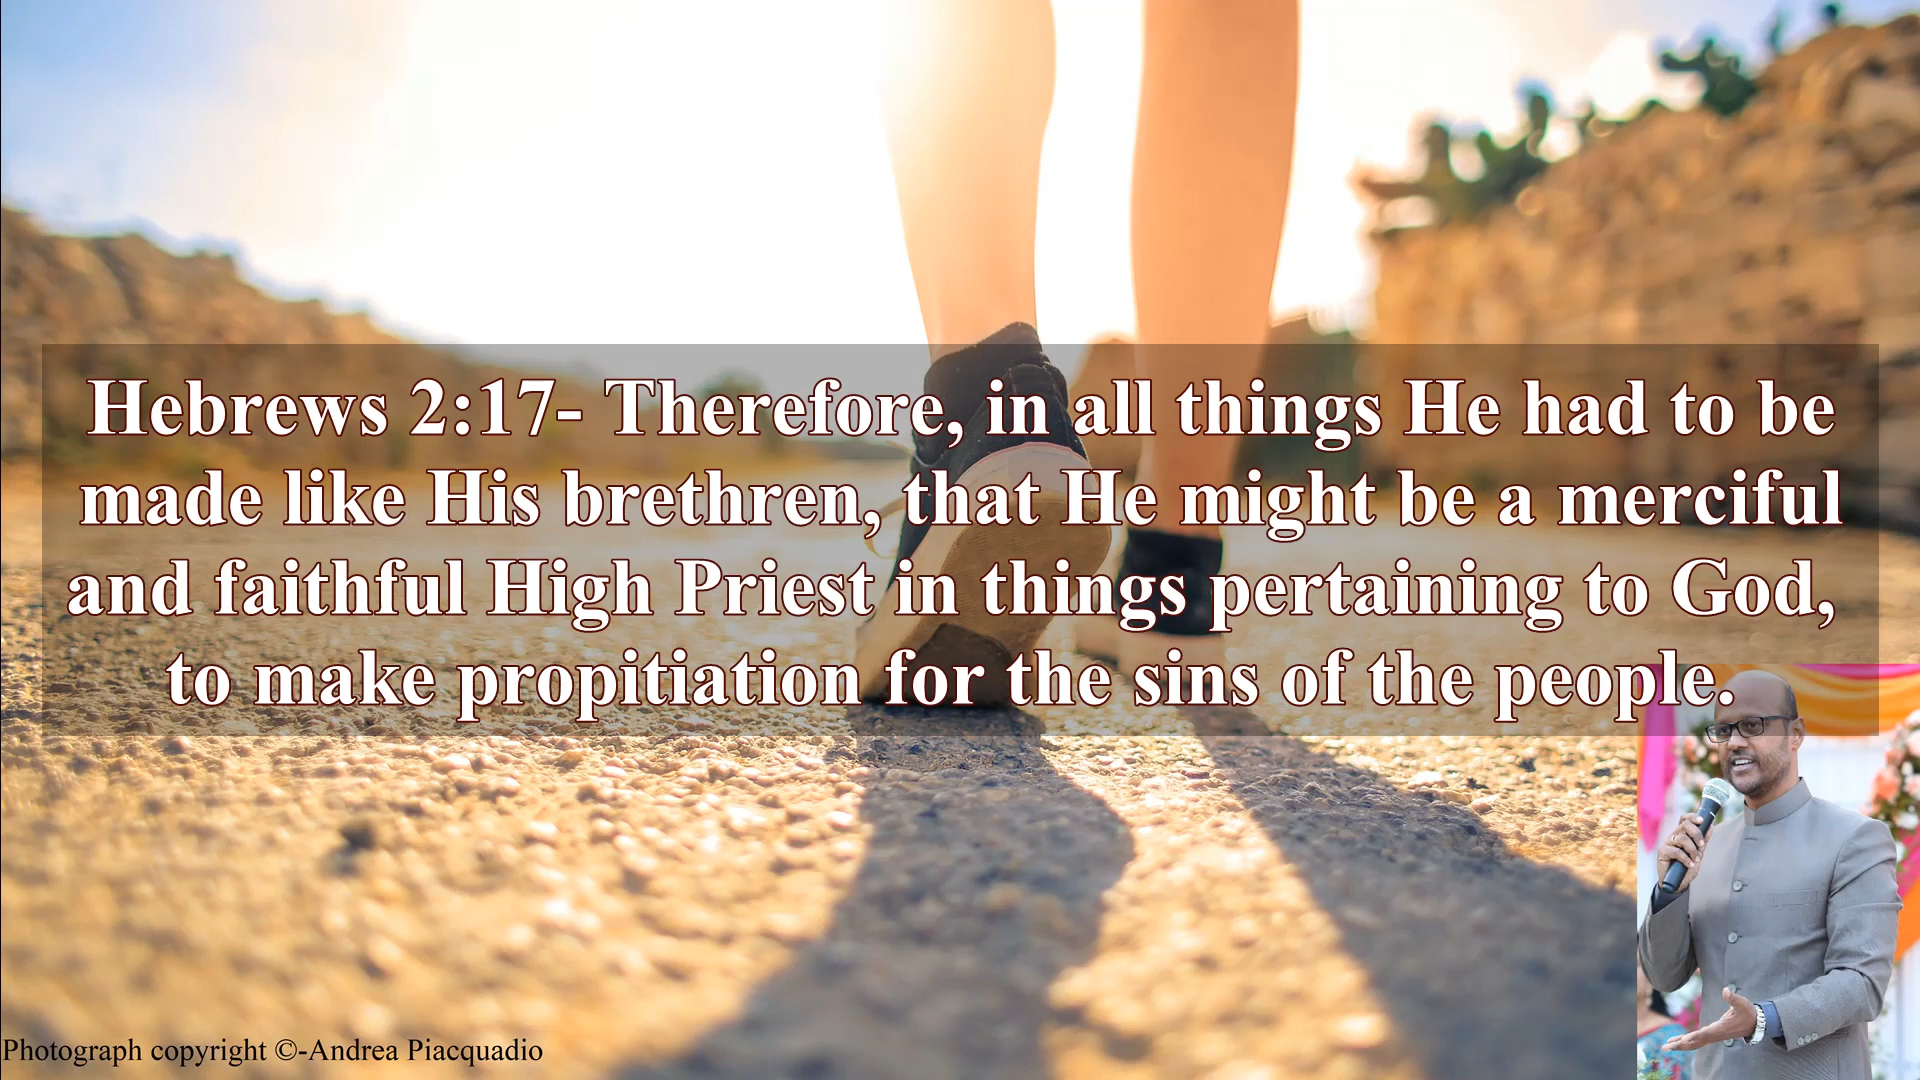 Hebrews 2:17- Therefore, in all things He had to be
made like His brethren, that He might be a merciful
and faithful High Priest in things pertaining to God,
to make propitiation for the sins of the people.
Photograph copyright ©-Andrea Piacquadio